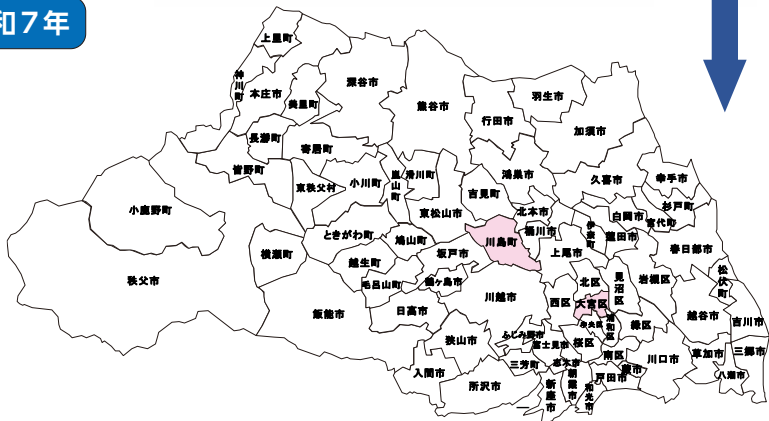 和7年
上里町
神川町
本庄市
美里町
深谷市
熊谷市
行田市
羽生市
加須市
長瀞町
寄居町
皆野町
東秩父村
小川町
嵐山町
滑川町
吉見町
鴻巣市
久喜市
幸手市
杉戸町
宮代町
白岡市
蓮田市
伊奈町
北本市
桶川市
小鹿野町
東松山市
ときがわ町
鳩山町
川島町
上尾市
春日部市
横瀬町
越生町
坂戸市
秩父市
毛呂山町
鶴ヶ島市
川越市
北区
見沼区
岩槻区
松伏町
飯能市
日高市
西区
大宮区
中央区
浦和区
緑区
越谷市
吉川市
狭山市
ふじみ野市
富士見市
桜区
南区
川口市
草加市
三郷市
入間市
三芳町
志木市
朝霞市
戸田市
蕨市
八潮市
所沢市
新座市
和光市